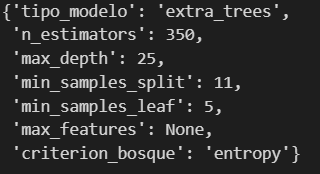 {'tipo_modelo': 'extra_trees',
'n_estimators': 350,
'max_depth': 25,
'min_samples_split': 11,
'min_samples_leaf': 5,
'max_features': None,
'criterion_bosque': 'entropy'}